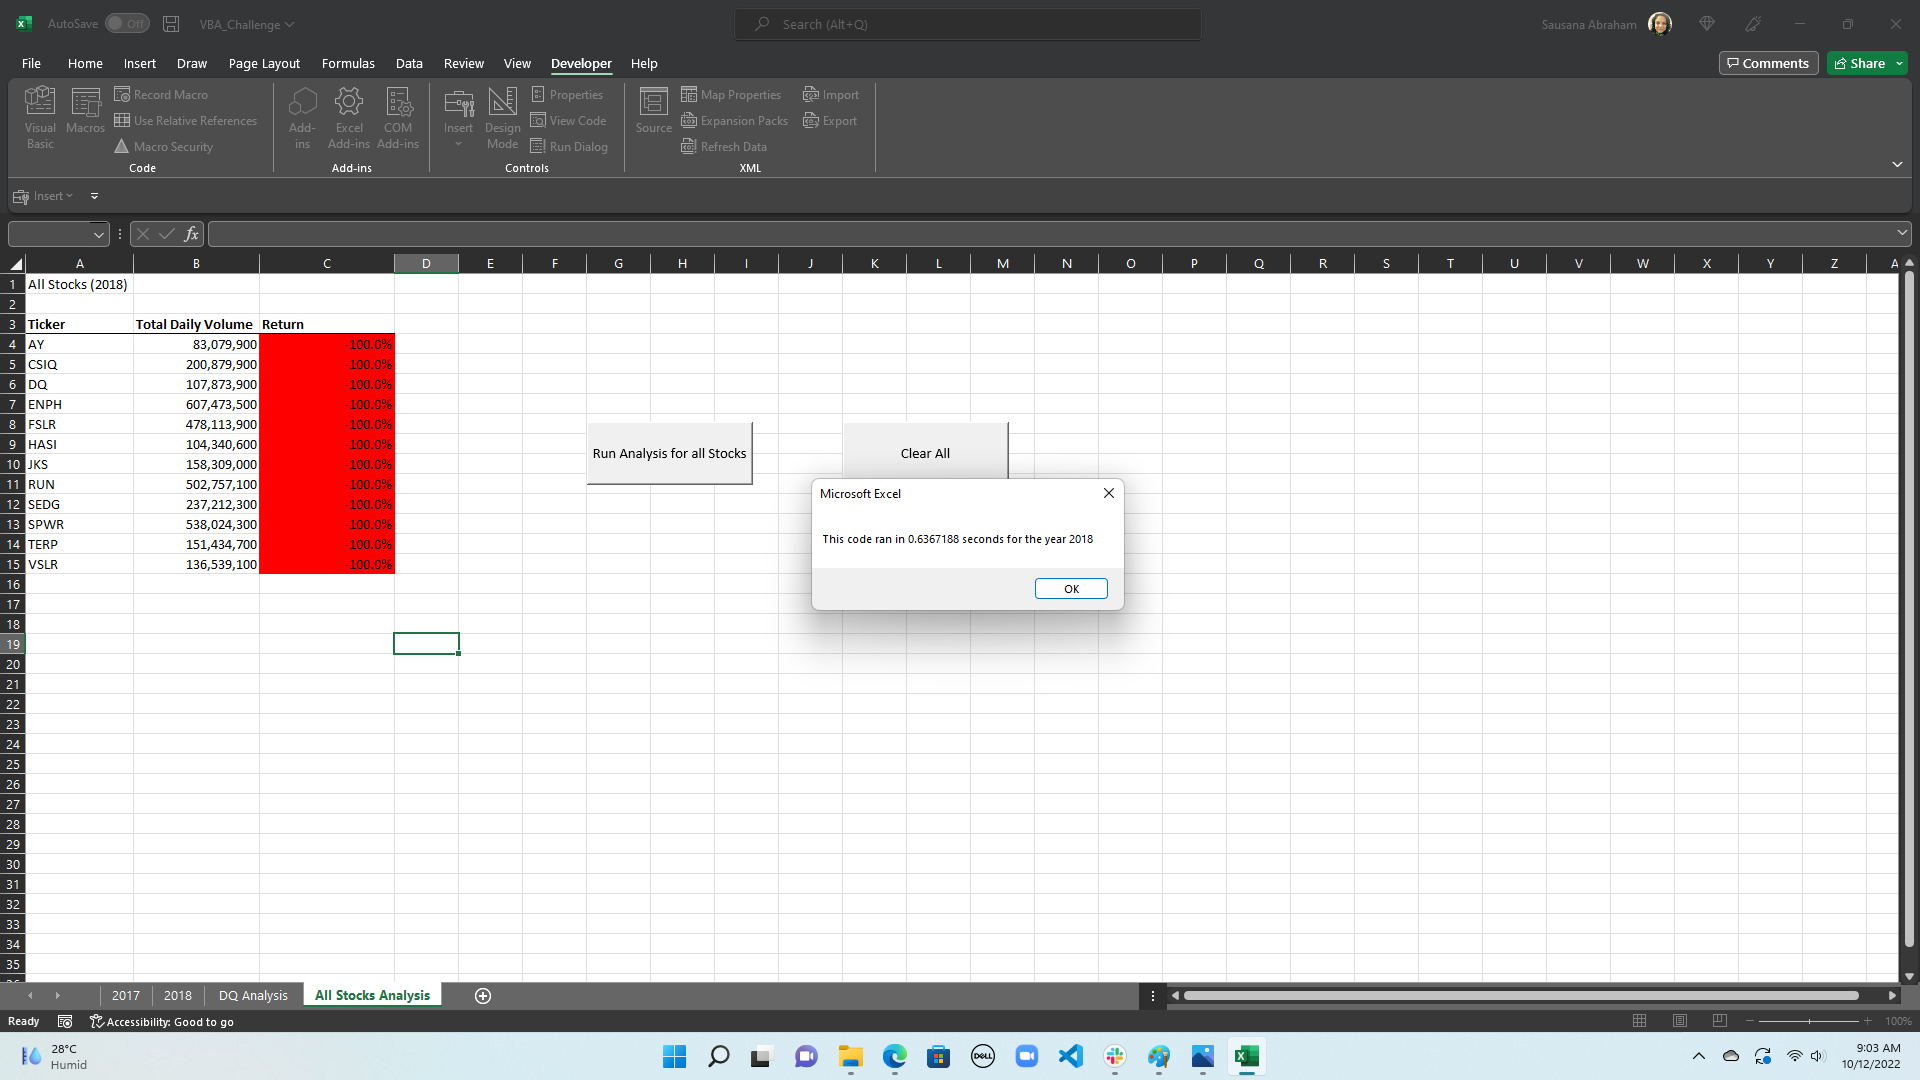 AutoSave Off VBA_Challenge Search (Alt+Q) Sausana Abraham
File Home Insert Draw Page Layout Formulas Data Review View Developer Help Comments Share
Visual Basic Macros Record Macro Use Relative References Macro Security Code
Add-ins Excel Add-ins COM Add-ins Add-ins
Insert Design Mode Properties View Code Run Dialog Controls
Source Map Properties Expansion Packs Refresh Data Import Export XML
Insert
fx
A B C D E F G H I J K L M N O P Q R S T U V W X Y Z A
1 All Stocks (2018)
2
3 Ticker Total Daily Volume Return
4 AY 83,079,900 -100.0%
5 CSIQ 200,879,900 -100.0%
6 DQ 107,873,900 -100.0%
7 ENPH 607,473,500 -100.0%
8 FSLR 478,113,900 -100.0%
9 HASI 104,340,600 -100.0%
10 JKS 158,309,000 -100.0%
11 RUN 502,757,100 -100.0%
12 SEDG 237,212,300 -100.0%
13 SPWR 538,024,300 -100.0%
14 TERP 151,434,700 -100.0%
15 VSLR 136,539,100 -100.0%
16
17
18
19
20
21
22
23
24
25
26
27
28
29
30
31
32
33
34
35
Run Analysis for all Stocks
Clear All
Microsoft Excel
This code ran in 0.6367188 seconds for the year 2018
OK
2017 2018 DQ Analysis All Stocks Analysis
Ready Accessibility: Good to go 100%
28°C
Humid
DELL
9:03 AM
10/12/2022